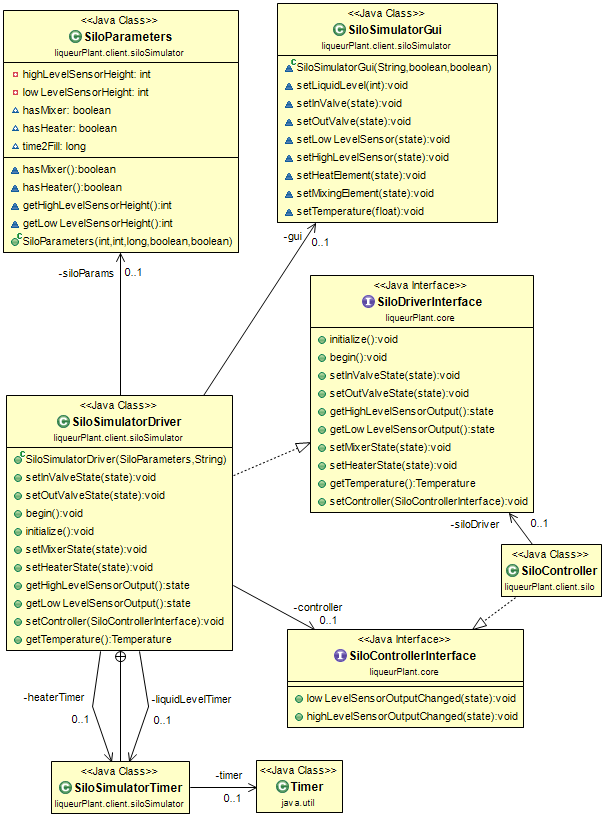 <<Java Class>>
SiloParameters
liqueurPlant.client.siloSimulator
highLevelSensorHeight: int
lowLevelSensorHeight: int
hasMixer: boolean
hasHeater: boolean
time2Fill: long
hasMixer():boolean
hasHeater():boolean
getHighLevelSensorHeight():int
getLowLevelSensorHeight():int
SiloParameters(int,int,long,boolean,boolean)
<<Java Class>>
SiloSimulatorGui
liqueurPlant.client.siloSimulator
SiloSimulatorGui(String,boolean,boolean)
setLiquidLevel(int):void
setInValve(state):void
setOutValve(state):void
setLowLevelSensor(state):void
setHighLevelSensor(state):void
setHeatElement(state):void
setMixingElement(state):void
setTemperature(float):void
-gui
0..1
-siloParams
0..1
<<Java Interface>>
SiloDriverInterface
liqueurPlant.core
initialize():void
begin():void
setInValveState(state):void
setOutValveState(state):void
getHighLevelSensorOutput():state
getLowLevelSensorOutput():state
setMixerState(state):void
setHeaterState(state):void
getTemperature():Temperature
setController(SiloControllerInterface):void
<<Java Class>>
SiloSimulatorDriver
liqueurPlant.client.siloSimulator
SiloSimulatorDriver(SiloParameters,String)
setInValveState(state):void
setOutValveState(state):void
begin():void
initialize():void
setMixerState(state):void
setHeaterState(state):void
getHighLevelSensorOutput():state
getLowLevelSensorOutput():state
setController(SiloControllerInterface):void
getTemperature():Temperature
-siloDriver
0..1
<<Java Class>>
SiloController
liqueurPlant.client.silo
-controller
0..1
<<Java Interface>>
SiloControllerInterface
liqueurPlant.core
lowLevelSensorOutputChanged(state):void
highLevelSensorOutputChanged(state):void
-heaterTimer
0..1
-liquidLevelTimer
0..1
<<Java Class>>
SiloSimulatorTimer
liqueurPlant.client.siloSimulator
-timer
0..1
<<Java Class>>
Timer
java.util